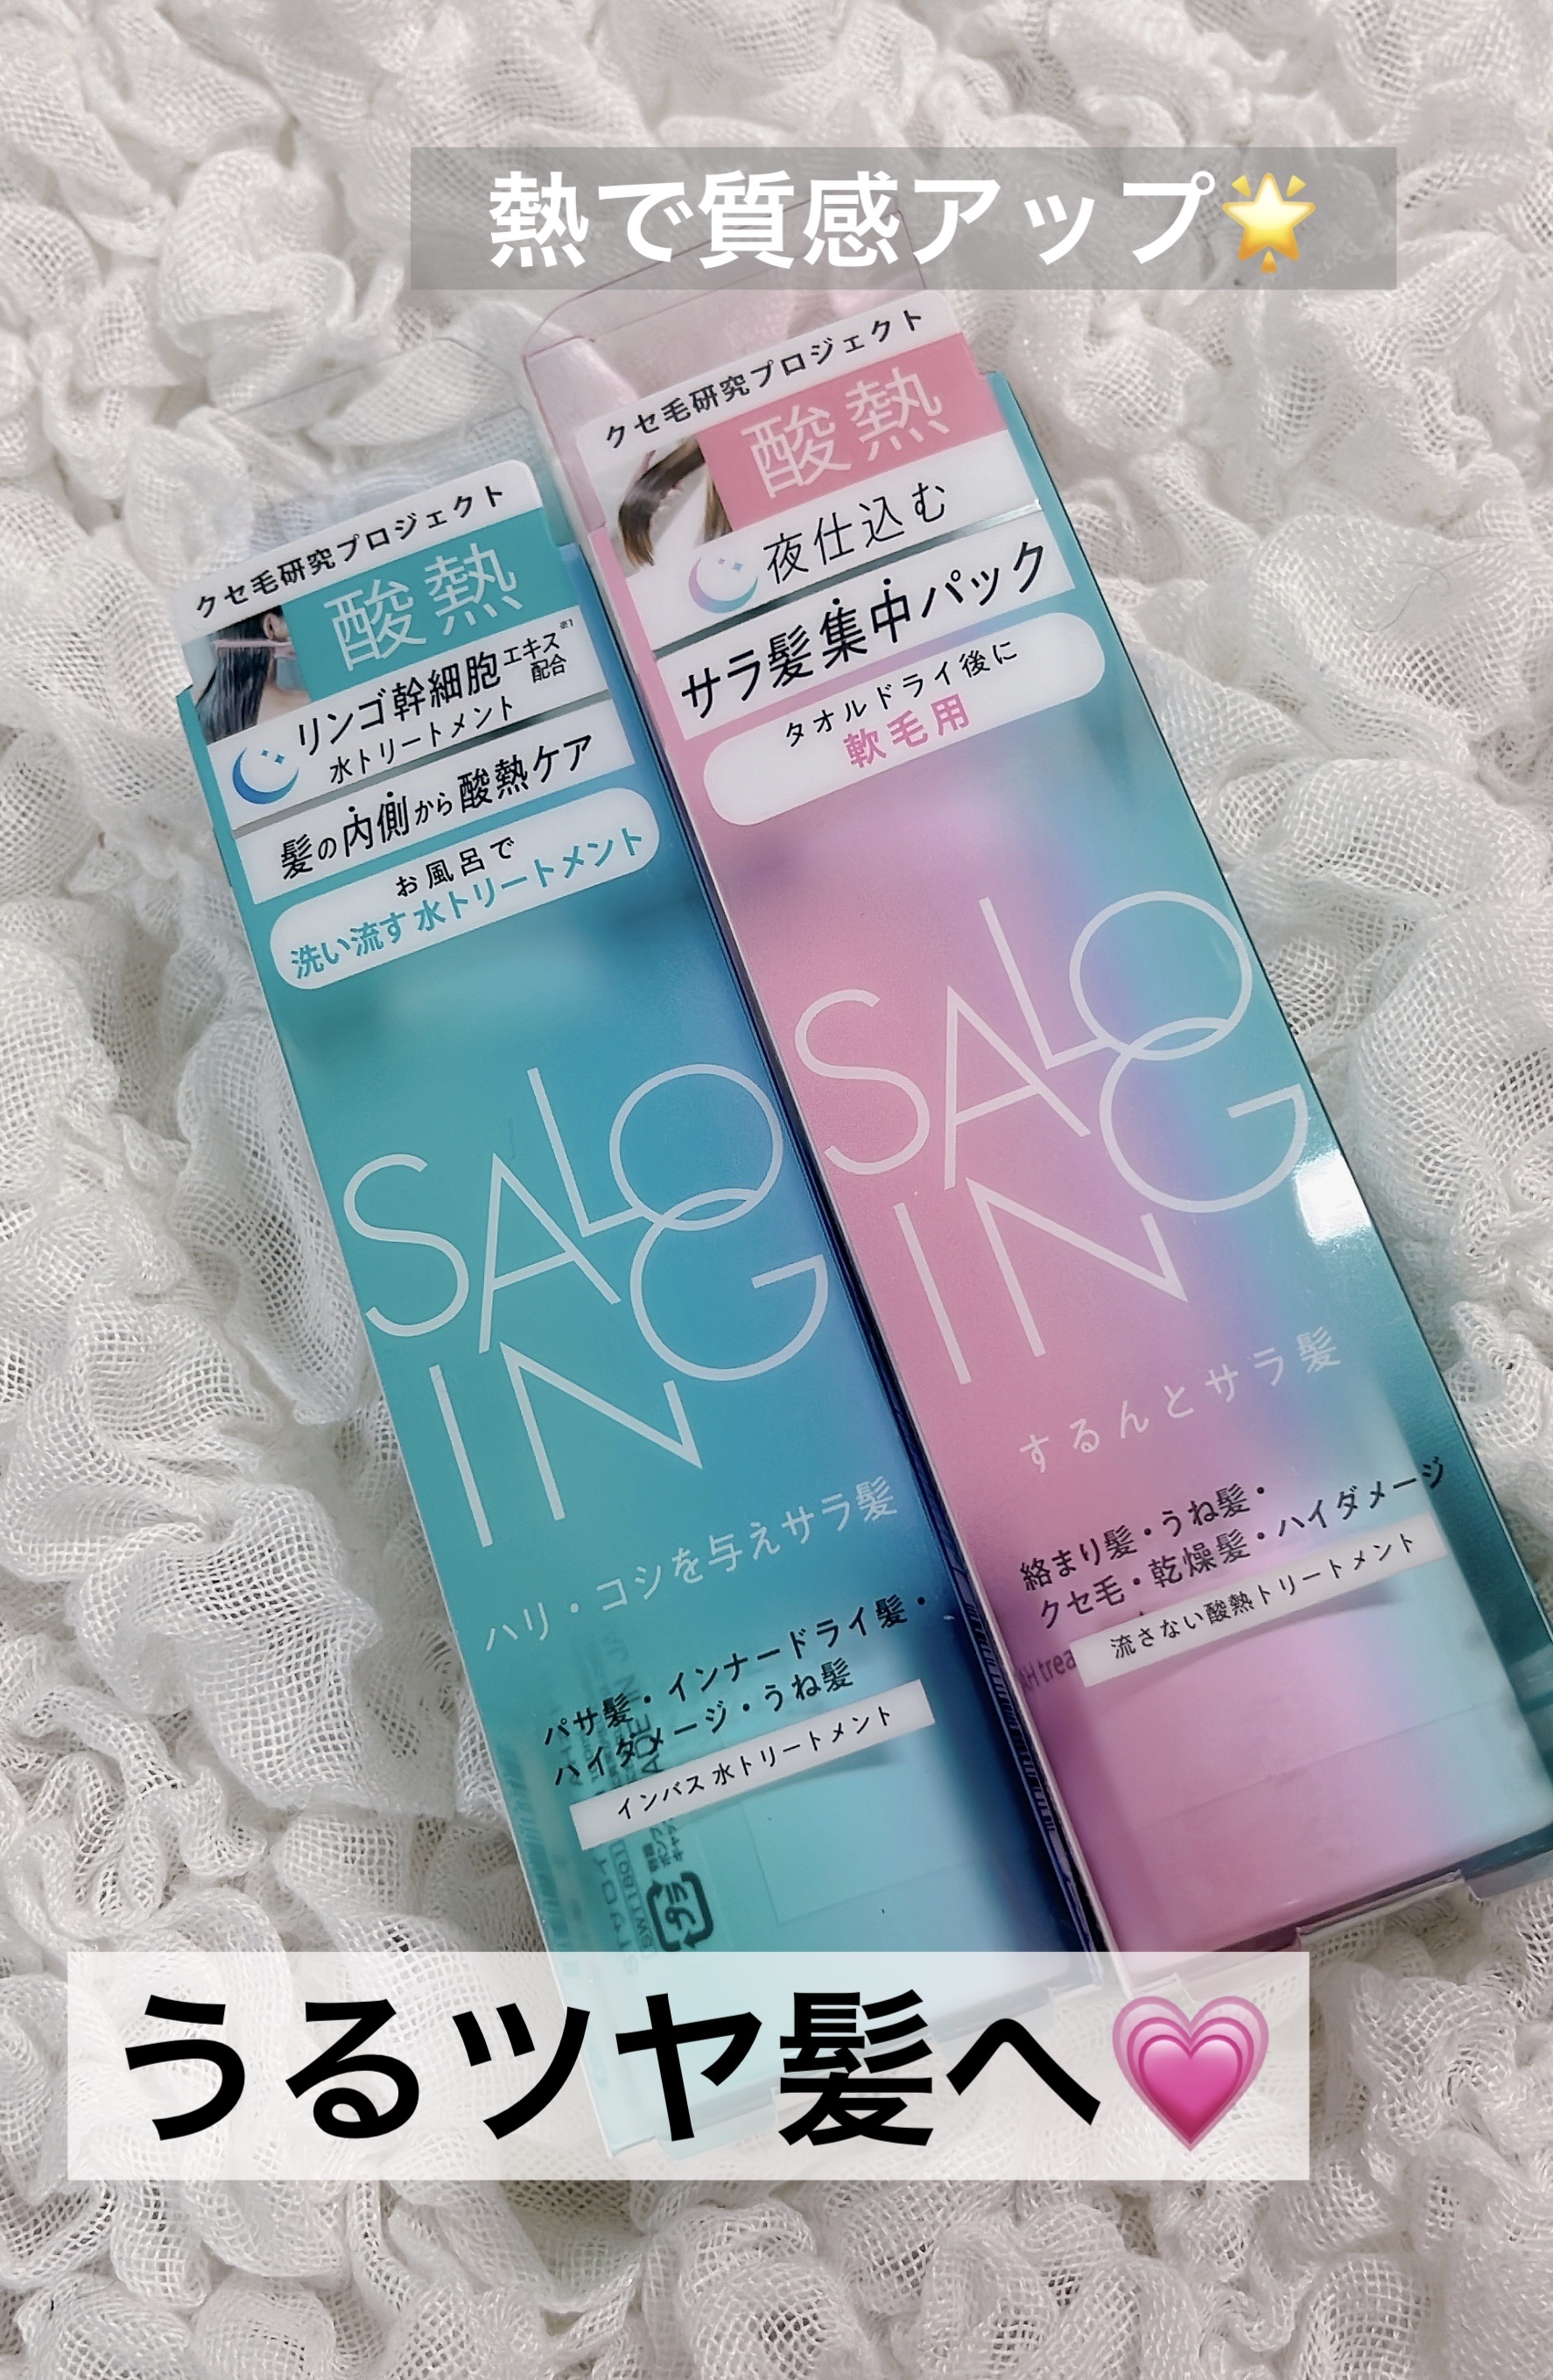 熱で質感アップ🌟
クセ毛研究プロジェクト
酸熱
リンゴ幹細胞エキス※1
配合
水トリートメント
髪の内側から酸熱ケア
お風呂で
洗い流す水トリートメント
SALO
G
IN
ハリ・コシを与えサラ髪
パサ髪・インナードライ髪・
ハイダメージ・うね髪
インバス 水トリートメント
プラ
クセ毛研究プロジェクト
酸熱
夜仕込む
サラ髪集中パック
タオルドライ後に
軟毛用
SALO
G
IN
するんとサラ髪
絡まり髪・うね髪・
クセ毛・乾燥髪・ハイダメージ
流さない酸熱トリートメント
うるツヤ髪へ💗